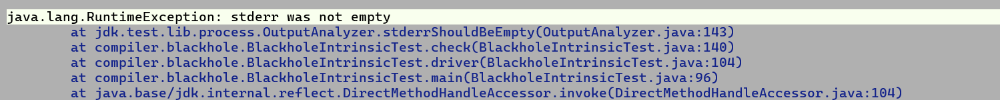 java.lang.RuntimeException: stderr was not empty
at jdk.test.lib.process.OutputAnalyzer.stderrShouldBeEmpty(OutputAnalyzer.java:143)
at compiler.blackhole.BlackholeIntrinsicTest.check(BlackholeIntrinsicTest.java:140)
at compiler.blackhole.BlackholeIntrinsicTest.driver(BlackholeIntrinsicTest.java:104)
at compiler.blackhole.BlackholeIntrinsicTest.main(BlackholeIntrinsicTest.java:96)
at java.base/jdk.internal.reflect.DirectMethodHandleAccessor.invoke(DirectMethodHandleAccessor.java:104)